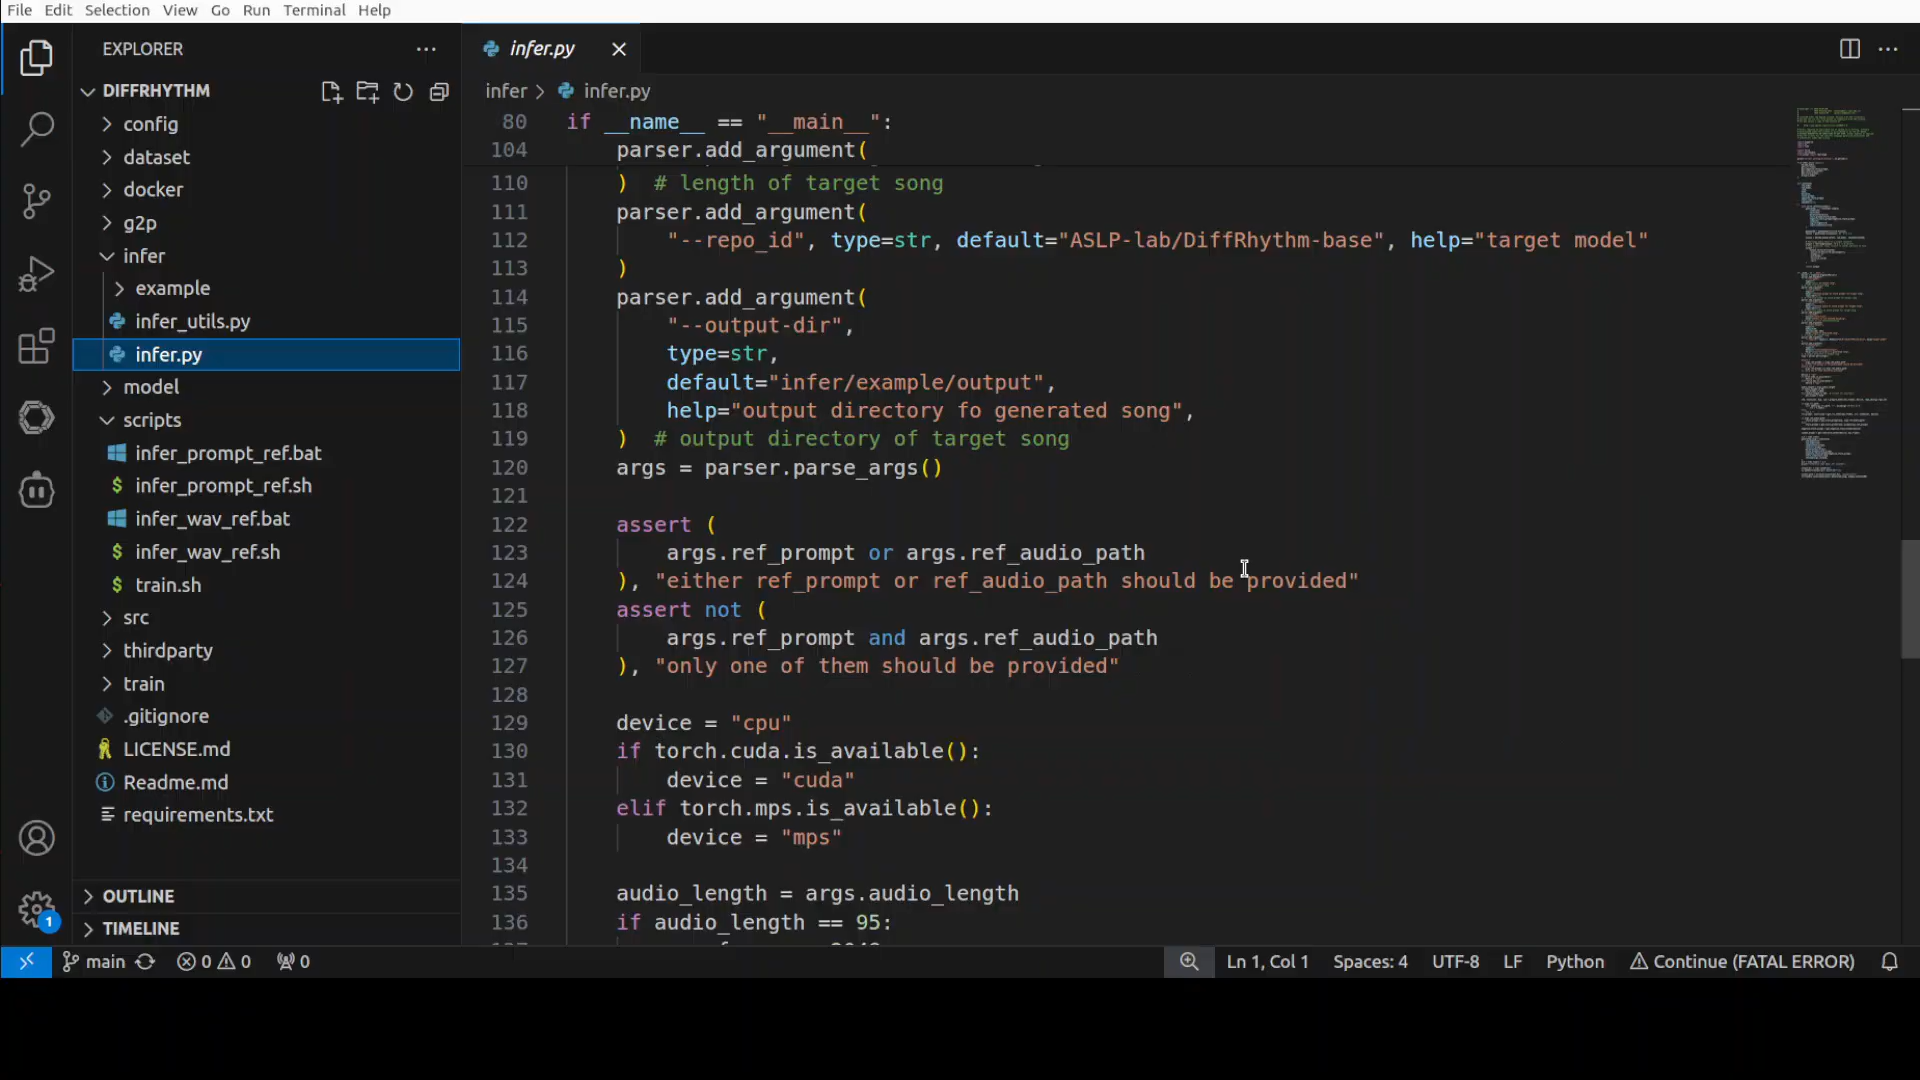 File Edit Selection View Go Run Terminal Help
EXPLORER
infer.py
DIFFRHYTHM
infer > infer.py
config
dataset
docker
g2p
infer
example
infer_utils.py
infer.py
model
scripts
infer_prompt_ref.bat
infer_prompt_ref.sh
infer_wav_ref.bat
infer_wav_ref.sh
train.sh
src
thirdparty
train
.gitignore
LICENSE.md
Readme.md
requirements.txt
OUTLINE
TIMELINE
80 if __name__ == "__main__":
104 parser.add_argument(
110 ) # length of target song
111 parser.add_argument(
112 "--repo_id", type=str, default="ASLP-lab/DiffRhythm-base", help="target model"
113 )
114 parser.add_argument(
115 "--output-dir",
116 type=str,
117 default="infer/example/output",
118 help="output directory fo generated song",
119 ) # output directory of target song
120 args = parser.parse_args()
121
122 assert (
123 args.ref_prompt or args.ref_audio_path
124 ), "either ref_prompt or ref_audio_path should be provided"
125 assert not (
126 args.ref_prompt and args.ref_audio_path
127 ), "only one of them should be provided"
128
129 device = "cpu"
130 if torch.cuda.is_available():
131 device = "cuda"
132 elif torch.mps.is_available():
133 device = "mps"
134
135 audio_length = args.audio_length
136 if audio_length == 95:
1
main 0 0 0 Ln 1, Col 1 Spaces: 4 UTF-8 LF Python Continue (FATAL ERROR)